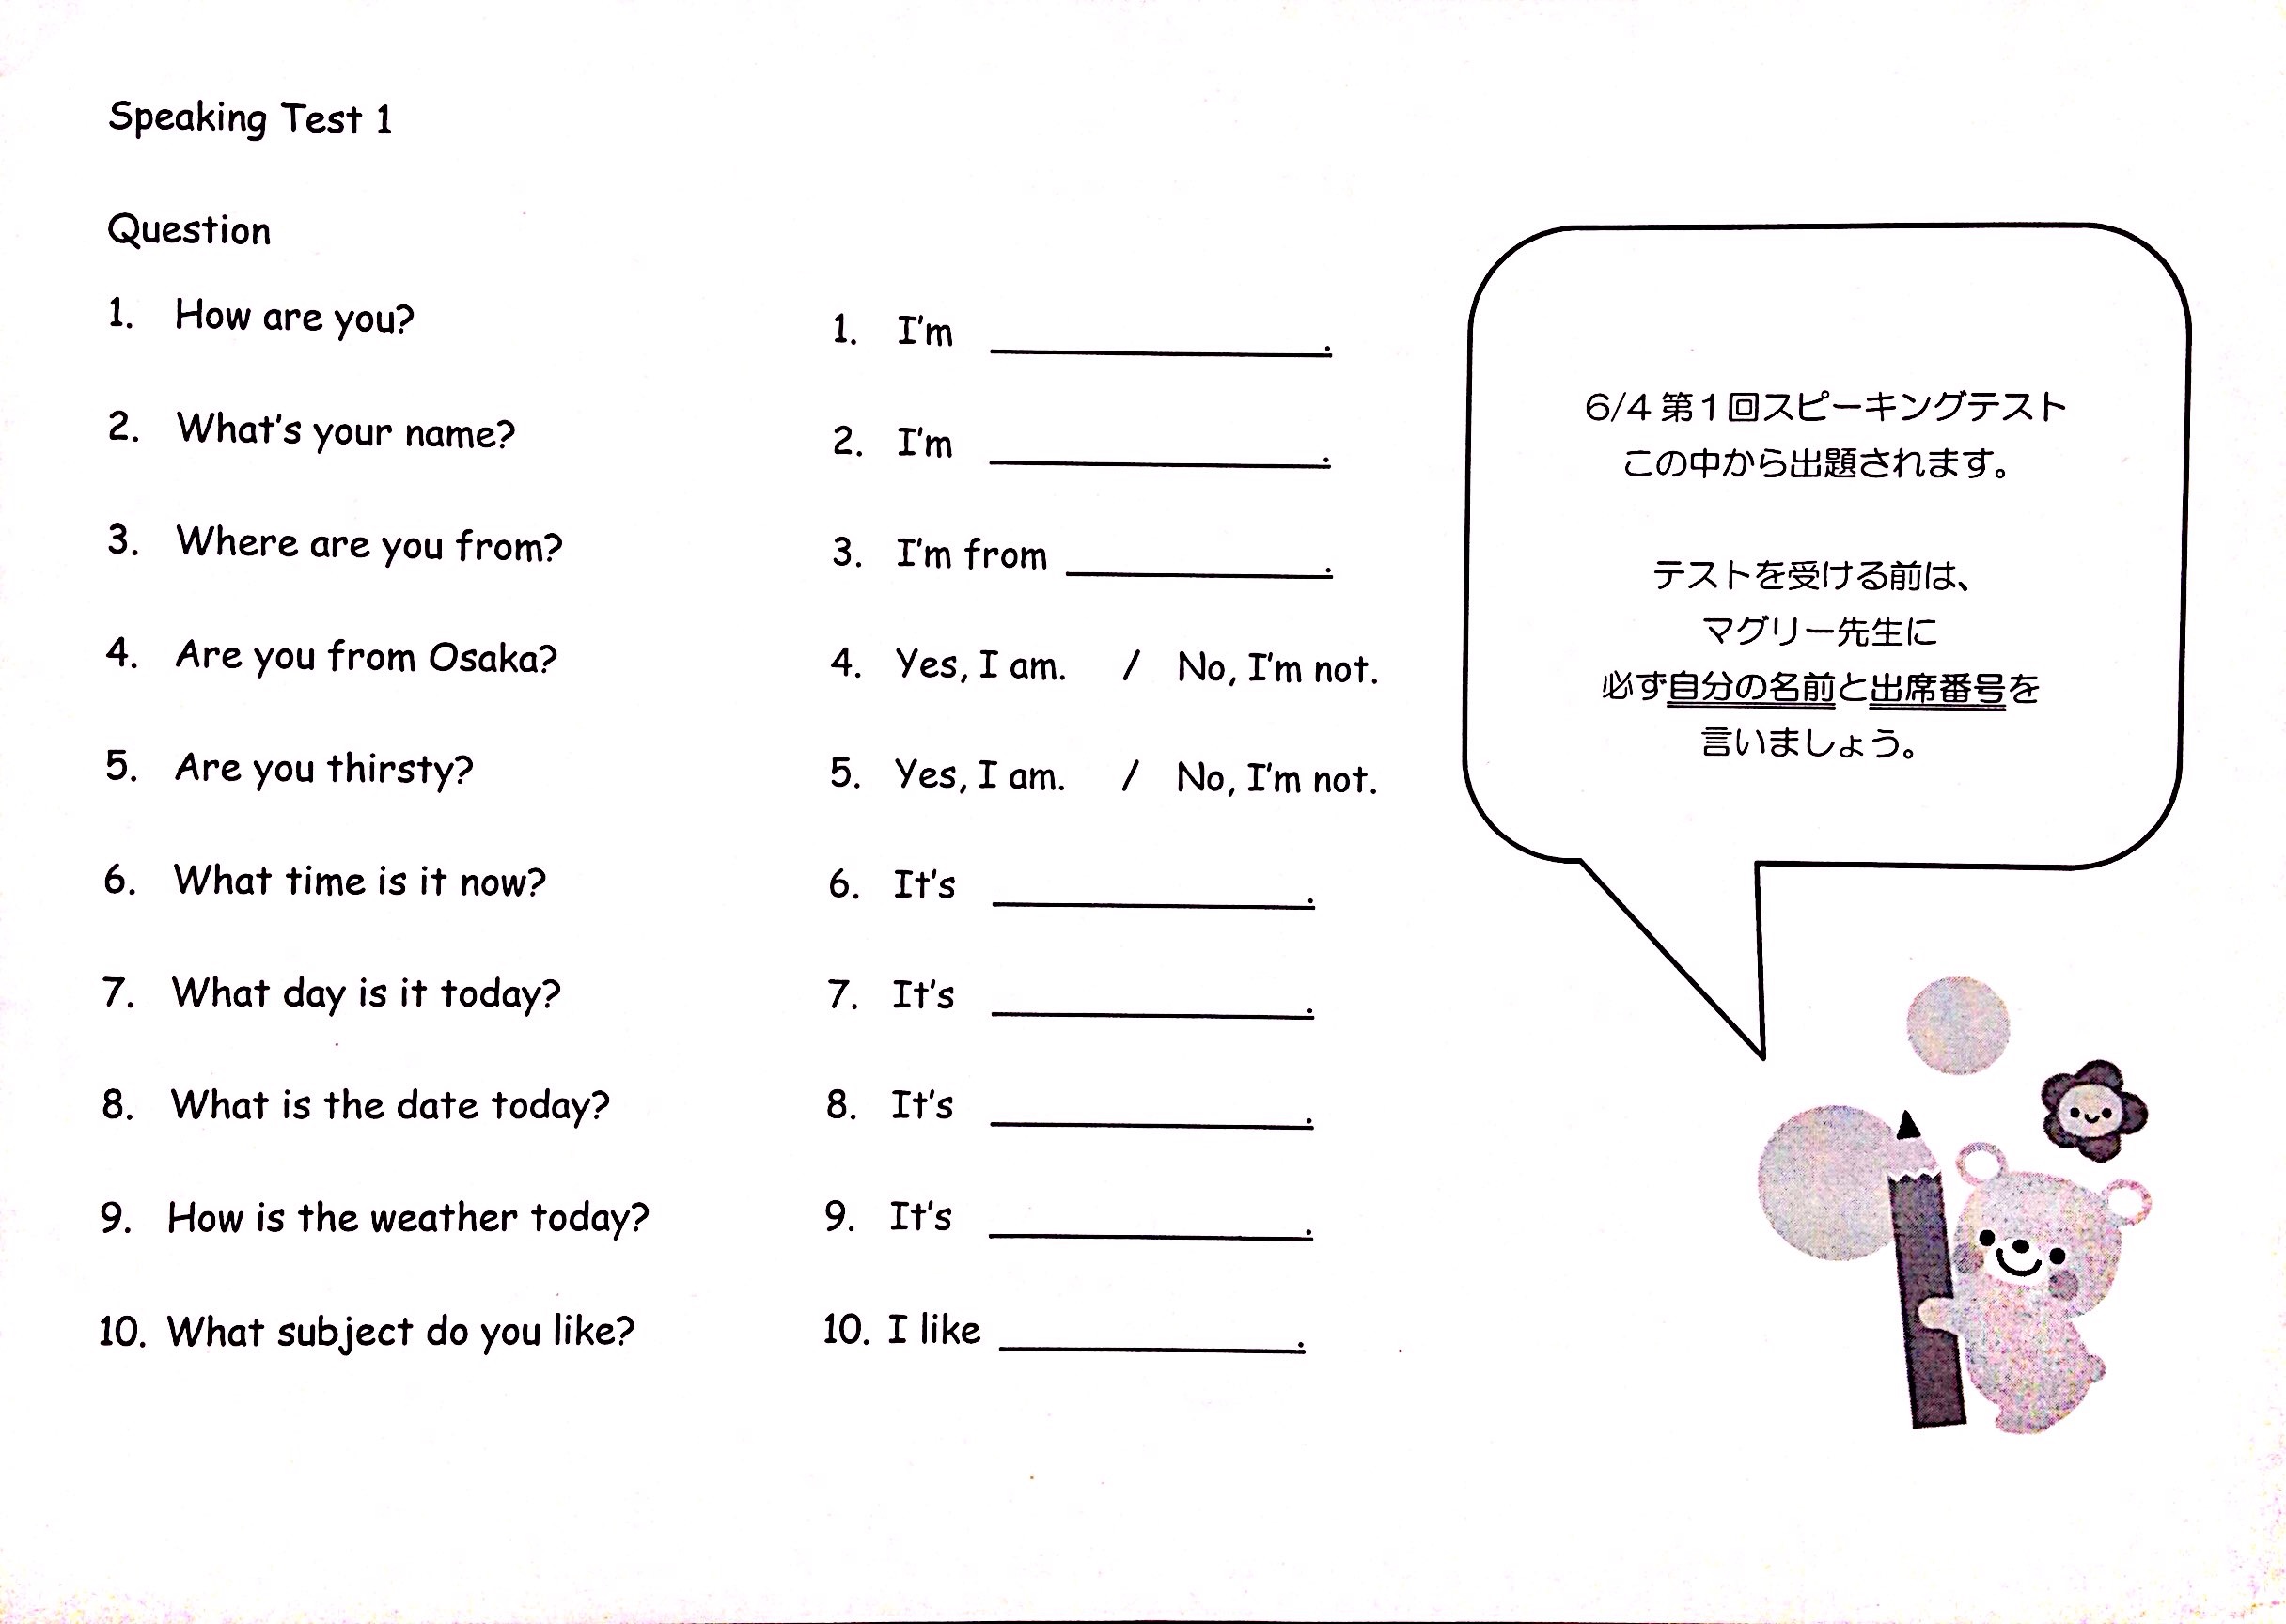 Speaking Test 1
Question
1. How are you?
2. What's your name?
3. Where are you from?
4. Are you from Osaka?
5. Are you thirsty?
6. What time is it now?
7. What day is it today?
8. What is the date today?
9. How is the weather today?
10. What subject do you like?
1. I'm ____________.
2. I'm ____________.
3. I'm from ____________.
4. Yes, I am. / No, I'm not.
5. Yes, I am. / No, I'm not.
6. It's ____________.
7. It's ____________.
8. It's ____________.
9. It's ____________.
10. I like ____________.
6/4 第1回スピーキングテスト
この中から出題されます。
テストを受ける前は、
マグリー先生に
必ず自分の名前と出席番号を
言いましょう。